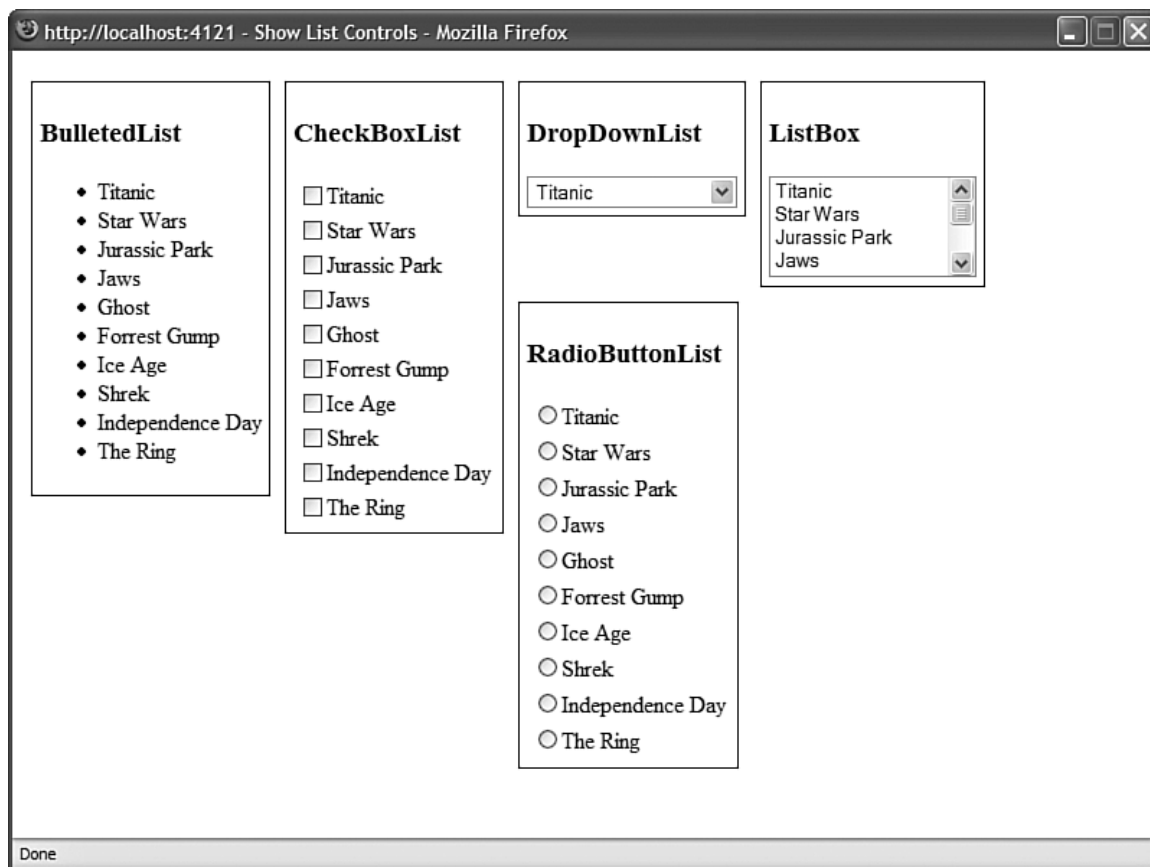 http://localhost:4121 - Show List Controls - Mozilla Firefox
BulletedList
Titanic
Star Wars
Jurassic Park
Jaws
Ghost
Forrest Gump
Ice Age
Shrek
Independence Day
The Ring
CheckBoxList
Titanic
Star Wars
Jurassic Park
Jaws
Ghost
Forrest Gump
Ice Age
Shrek
Independence Day
The Ring
DropDownList
Titanic
ListBox
Titanic
Star Wars
Jurassic Park
Jaws
RadioButtonList
Titanic
Star Wars
Jurassic Park
Jaws
Ghost
Forrest Gump
Ice Age
Shrek
Independence Day
The Ring
Done